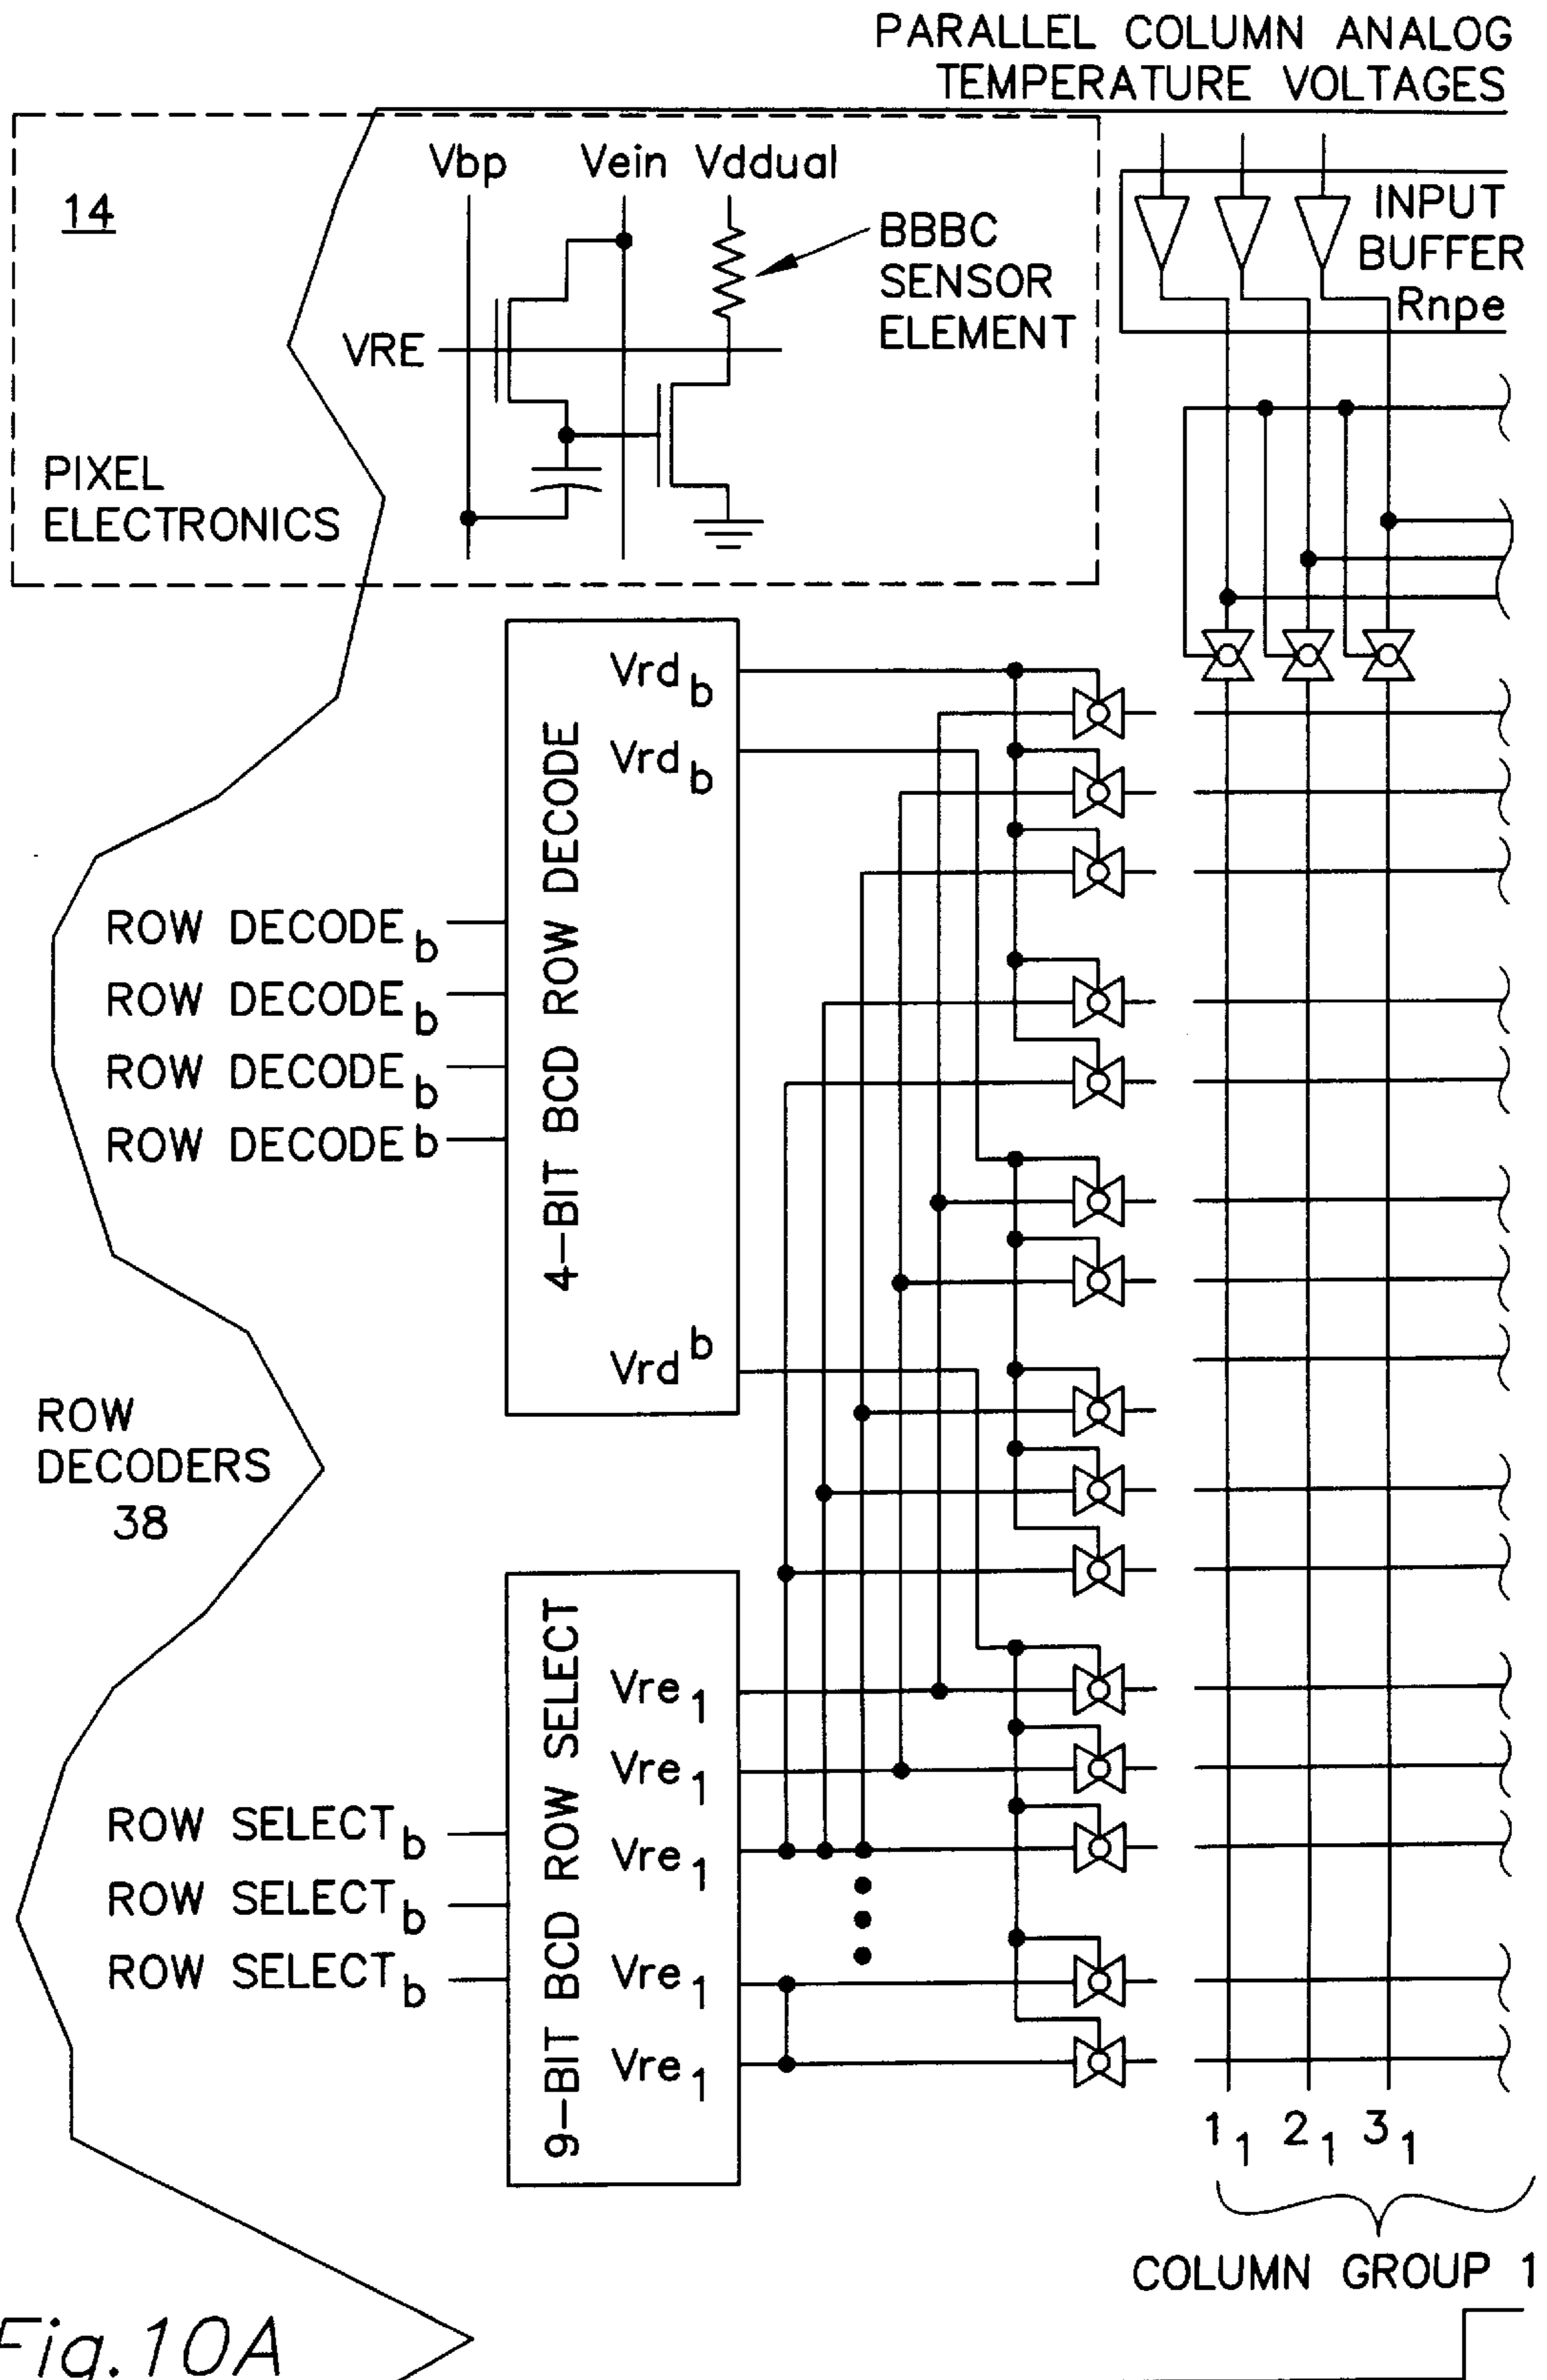 PARALLEL COLUMN ANALOG
TEMPERATURE VOLTAGES
14
Vbp
Vein
Vddual
BBBC
SENSOR
ELEMENT
VRE
PIXEL
ELECTRONICS
INPUT
BUFFER
Rnpe
4-BIT BCD ROW DECODE
Vrd b
Vrd b
Vrd b
ROW DECODE b
ROW DECODE b
ROW DECODE b
ROW DECODE b
ROW
DECODERS
38
9-BIT BCD ROW SELECT
Vre 1
Vre 1
Vre 1
Vre 1
Vre 1
ROW SELECT b
ROW SELECT b
ROW SELECT b
1 1 2 1 3 1
COLUMN GROUP 1
Fig. 10A